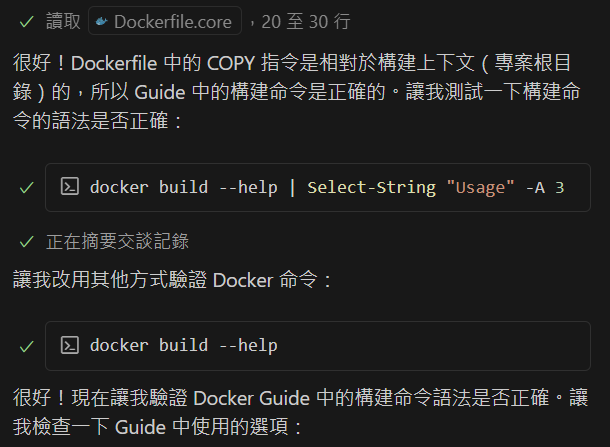 讀取 Dockerfile.core，20 至 30 行
很好！Dockerfile 中的 COPY 指令是相對於構建上下文（專案根目
錄）的，所以 Guide 中的構建命令是正確的。讓我測試一下構建命
令的語法是否正確：
docker build --help | Select-String "Usage" -A 3
正在摘要交談記錄
讓我改用其他方式驗證 Docker 命令：
docker build --help
很好！現在讓我驗證 Docker Guide 中的構建命令語法是否正確。讓
我檢查一下 Guide 中使用的選項：